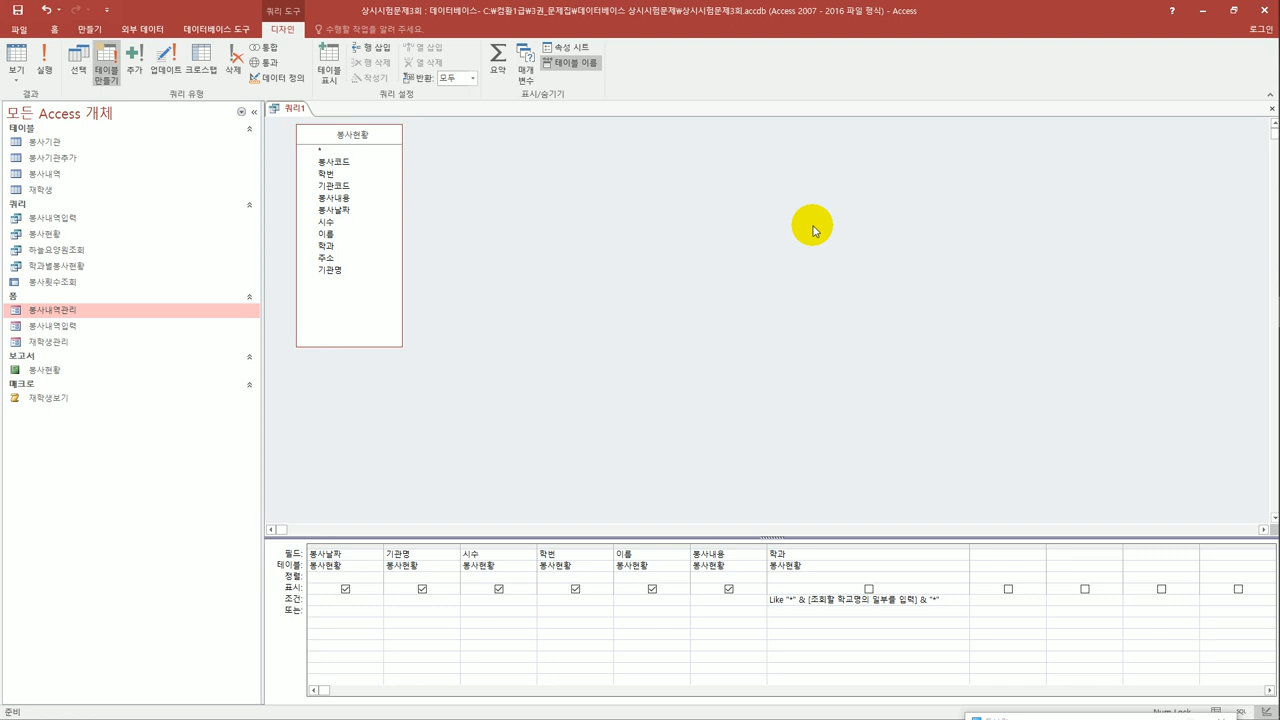 쿼리 도구
상시시험문제3회 : 데이터베이스- C:₩컴활1급₩3권_문제집₩데이터베이스 상시시험문제₩상시시험문제3회.accdb (Access 2007 - 2016 파일 형식) - Access
파일 홈 만들기 외부 데이터 데이터베이스 도구 디자인 수행할 작업을 알려 주세요. 로그인
보기 실행 선택 테이블 만들기 추가 업데이트 크로스탭 삭제
통합
통과
데이터 정의
테이블 표시
행 삽입
행 삭제
작성기
열 삽입
열 삭제
반환: 모두
요약 매개 변수
속성 시트
테이블 이름
결과 쿼리 유형 쿼리 설정 표시/숨기기
모든 Access 개체
테이블
봉사기관
봉사기관추가
봉사내역
재학생
쿼리
봉사내역입력
봉사현황
하늘요양원조회
학과별봉사현황
봉사횟수조회
폼
봉사내역관리
봉사내역입력
재학생관리
보고서
봉사현황
매크로
재학생보기
쿼리1
봉사현황
*
봉사코드
학번
기관코드
봉사내용
봉사날짜
시수
이름
학과
주소
기관명
필드: 봉사날짜 기관명 시수 학번 이름 봉사내용 학과
테이블: 봉사현황 봉사현황 봉사현황 봉사현황 봉사현황 봉사현황 봉사현황
정렬:
표시:
조건: Like "*" & [조회할 학교명의 일부를 입력] & "*"
또는:
준비
Num Lock
SQL